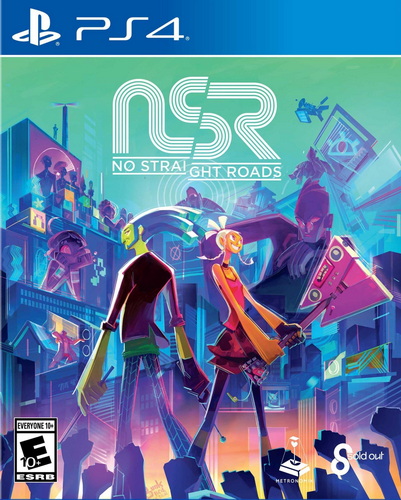 PS4
NSR
NO STRAIGHT ROADS
EVERYONE 10+
E
10+
ESRB
METRONOMIK
Sold out